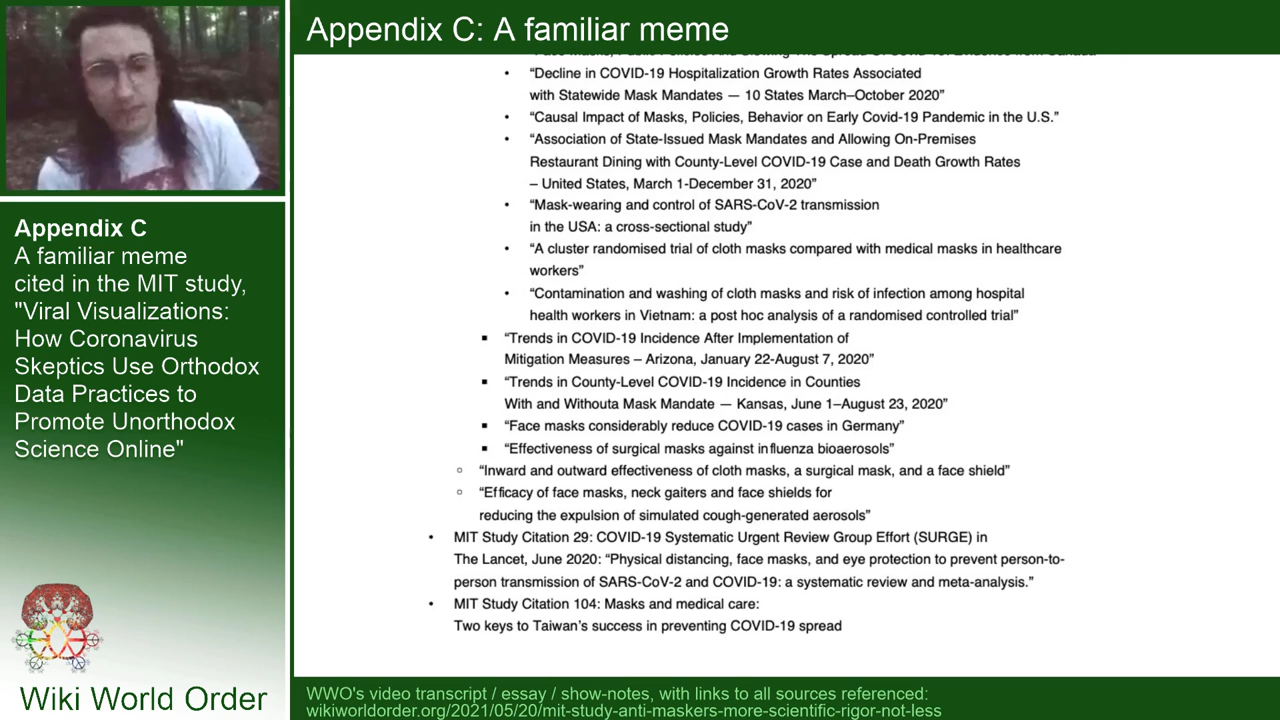 Appendix C: A familiar meme
“Face Masks, Public Policies And Slowing The Spread Of Covid-19: Evidence from Canada”
• “Decline in COVID-19 Hospitalization Growth Rates Associated
with Statewide Mask Mandates — 10 States March–October 2020”
• “Causal Impact of Masks, Policies, Behavior on Early Covid-19 Pandemic in the U.S.”
• “Association of State-Issued Mask Mandates and Allowing On-Premises
Restaurant Dining with County-Level COVID-19 Case and Death Growth Rates
– United States, March 1-December 31, 2020”
• “Mask-wearing and control of SARS-CoV-2 transmission
in the USA: a cross-sectional study”
• “A cluster randomised trial of cloth masks compared with medical masks in healthcare
workers”
• “Contamination and washing of cloth masks and risk of infection among hospital
health workers in Vietnam: a post hoc analysis of a randomised controlled trial”
▪ “Trends in COVID-19 Incidence After Implementation of
Mitigation Measures – Arizona, January 22-August 7, 2020”
▪ “Trends in County-Level COVID-19 Incidence in Counties
With and Withouta Mask Mandate — Kansas, June 1–August 23, 2020”
▪ “Face masks considerably reduce COVID-19 cases in Germany”
▪ “Effectiveness of surgical masks against influenza bioaerosols”
○ “Inward and outward effectiveness of cloth masks, a surgical mask, and a face shield”
○ “Efficacy of face masks, neck gaiters and face shields for
reducing the expulsion of simulated cough-generated aerosols”
• MIT Study Citation 29: COVID-19 Systematic Urgent Review Group Effort (SURGE) in
The Lancet, June 2020: “Physical distancing, face masks, and eye protection to prevent person-to-
person transmission of SARS-CoV-2 and COVID-19: a systematic review and meta-analysis.”
• MIT Study Citation 104: Masks and medical care:
Two keys to Taiwan’s success in preventing COVID-19 spread
Appendix C
A familiar meme
cited in the MIT study,
"Viral Visualizations:
How Coronavirus
Skeptics Use Orthodox
Data Practices to
Promote Unorthodox
Science Online"
Wiki World Order
WWO's video transcript / essay / show-notes, with links to all sources referenced:
wikiworldorder.org/2021/05/20/mit-study-anti-maskers-more-scientific-rigor-not-less